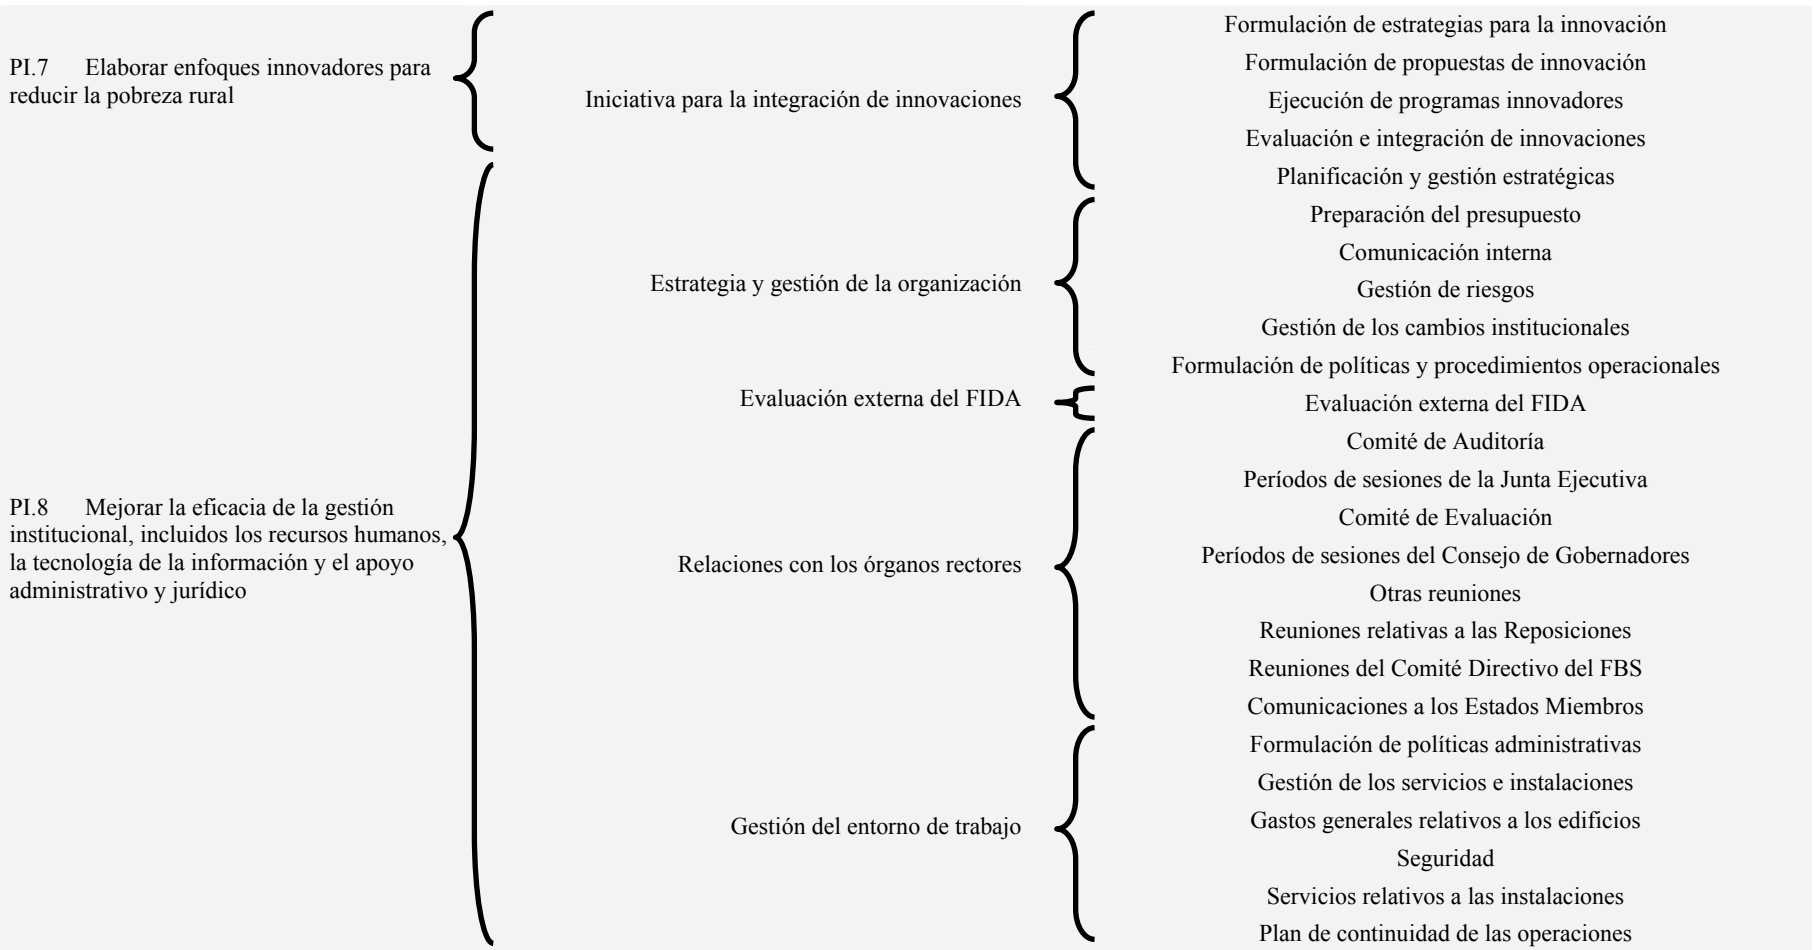 PI.7 Elaborar enfoques innovadores para
reducir la pobreza rural
Iniciativa para la integración de innovaciones
Formulación de estrategias para la innovación
Formulación de propuestas de innovación
Ejecución de programas innovadores
Evaluación e integración de innovaciones
Planificación y gestión estratégicas
PI.8 Mejorar la eficacia de la gestión
institucional, incluidos los recursos humanos,
la tecnología de la información y el apoyo
administrativo y jurídico
Estrategia y gestión de la organización
Preparación del presupuesto
Comunicación interna
Gestión de riesgos
Gestión de los cambios institucionales
Formulación de políticas y procedimientos operacionales
Evaluación externa del FIDA
Evaluación externa del FIDA
Relaciones con los órganos rectores
Comité de Auditoría
Períodos de sesiones de la Junta Ejecutiva
Comité de Evaluación
Períodos de sesiones del Consejo de Gobernadores
Otras reuniones
Reuniones relativas a las Reposiciones
Reuniones del Comité Directivo del FBS
Comunicaciones a los Estados Miembros
Gestión del entorno de trabajo
Formulación de políticas administrativas
Gestión de los servicios e instalaciones
Gastos generales relativos a los edificios
Seguridad
Servicios relativos a las instalaciones
Plan de continuidad de las operaciones